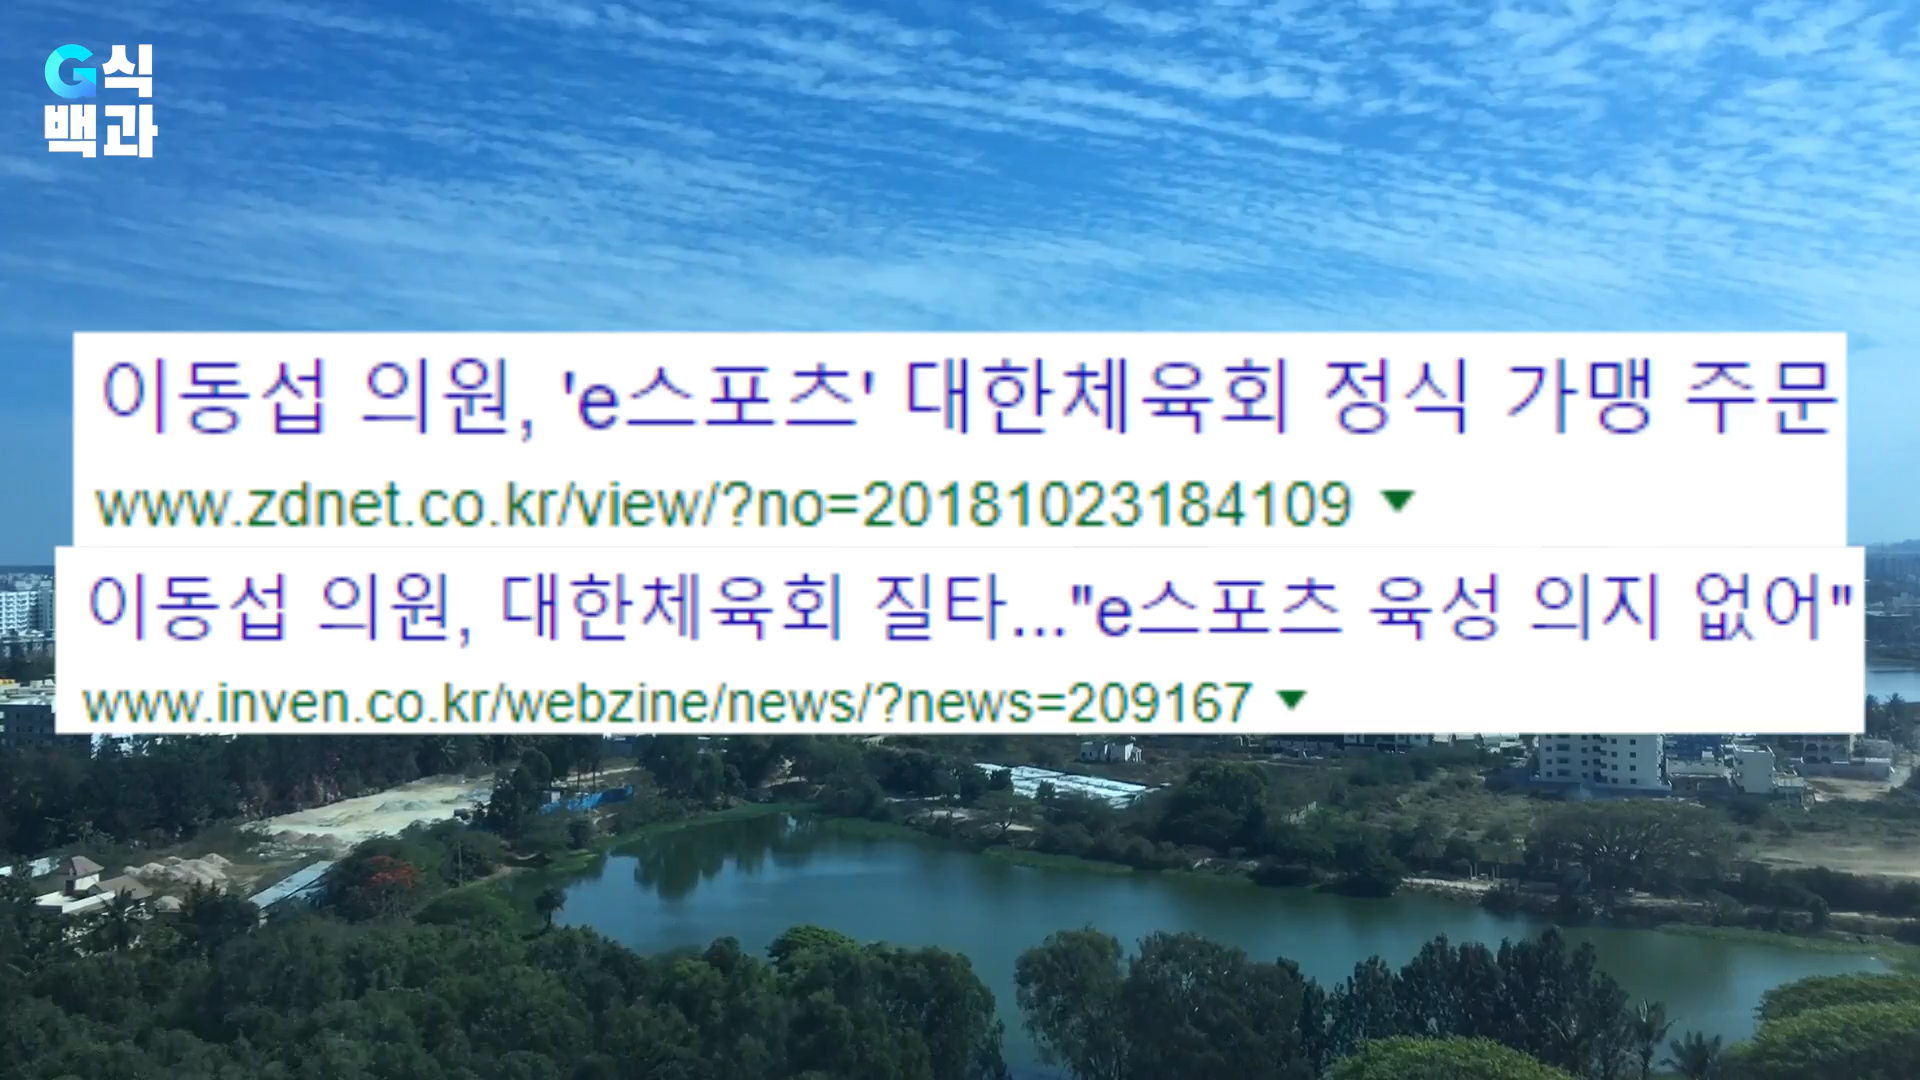 G식
백과
이동섭 의원, 'e스포츠' 대한체육회 정식 가맹 주문
www.zdnet.co.kr/view/?no=20181023184109
이동섭 의원, 대한체육회 질타..."e스포츠 육성 의지 없어"
www.inven.co.kr/webzine/news/?news=209167